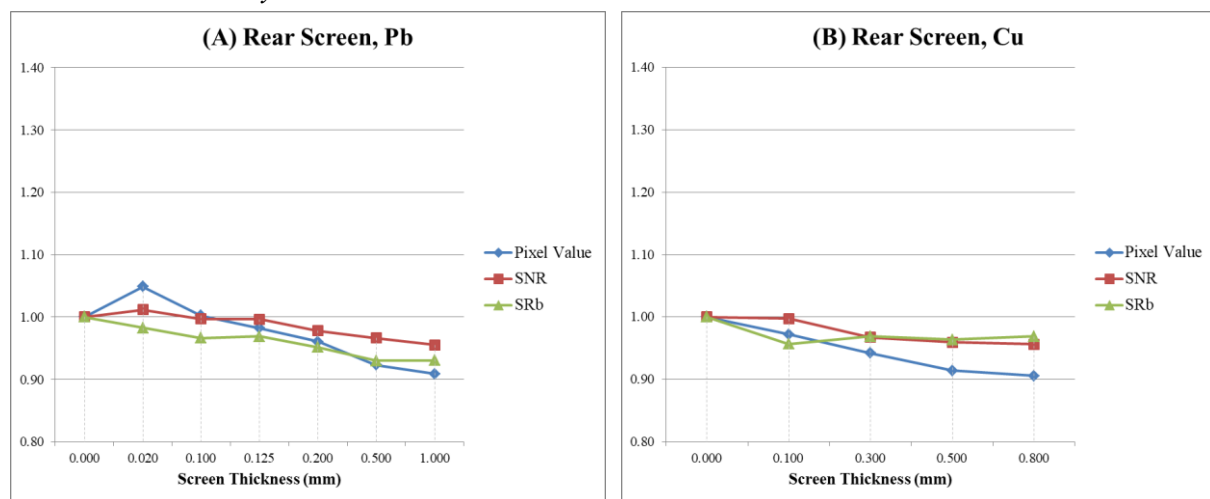 (A) Rear Screen, Pb
1.40
1.30
1.20
1.10
1.00
0.90
0.80
0.000 0.020 0.100 0.125 0.200 0.500 1.000
Screen Thickness (mm)
Pixel Value
SNR
SRb
(B) Rear Screen, Cu
1.40
1.30
1.20
1.10
1.00
0.90
0.80
0.000 0.100 0.300 0.500 0.800
Screen Thickness (mm)
Pixel Value
SNR
SRb